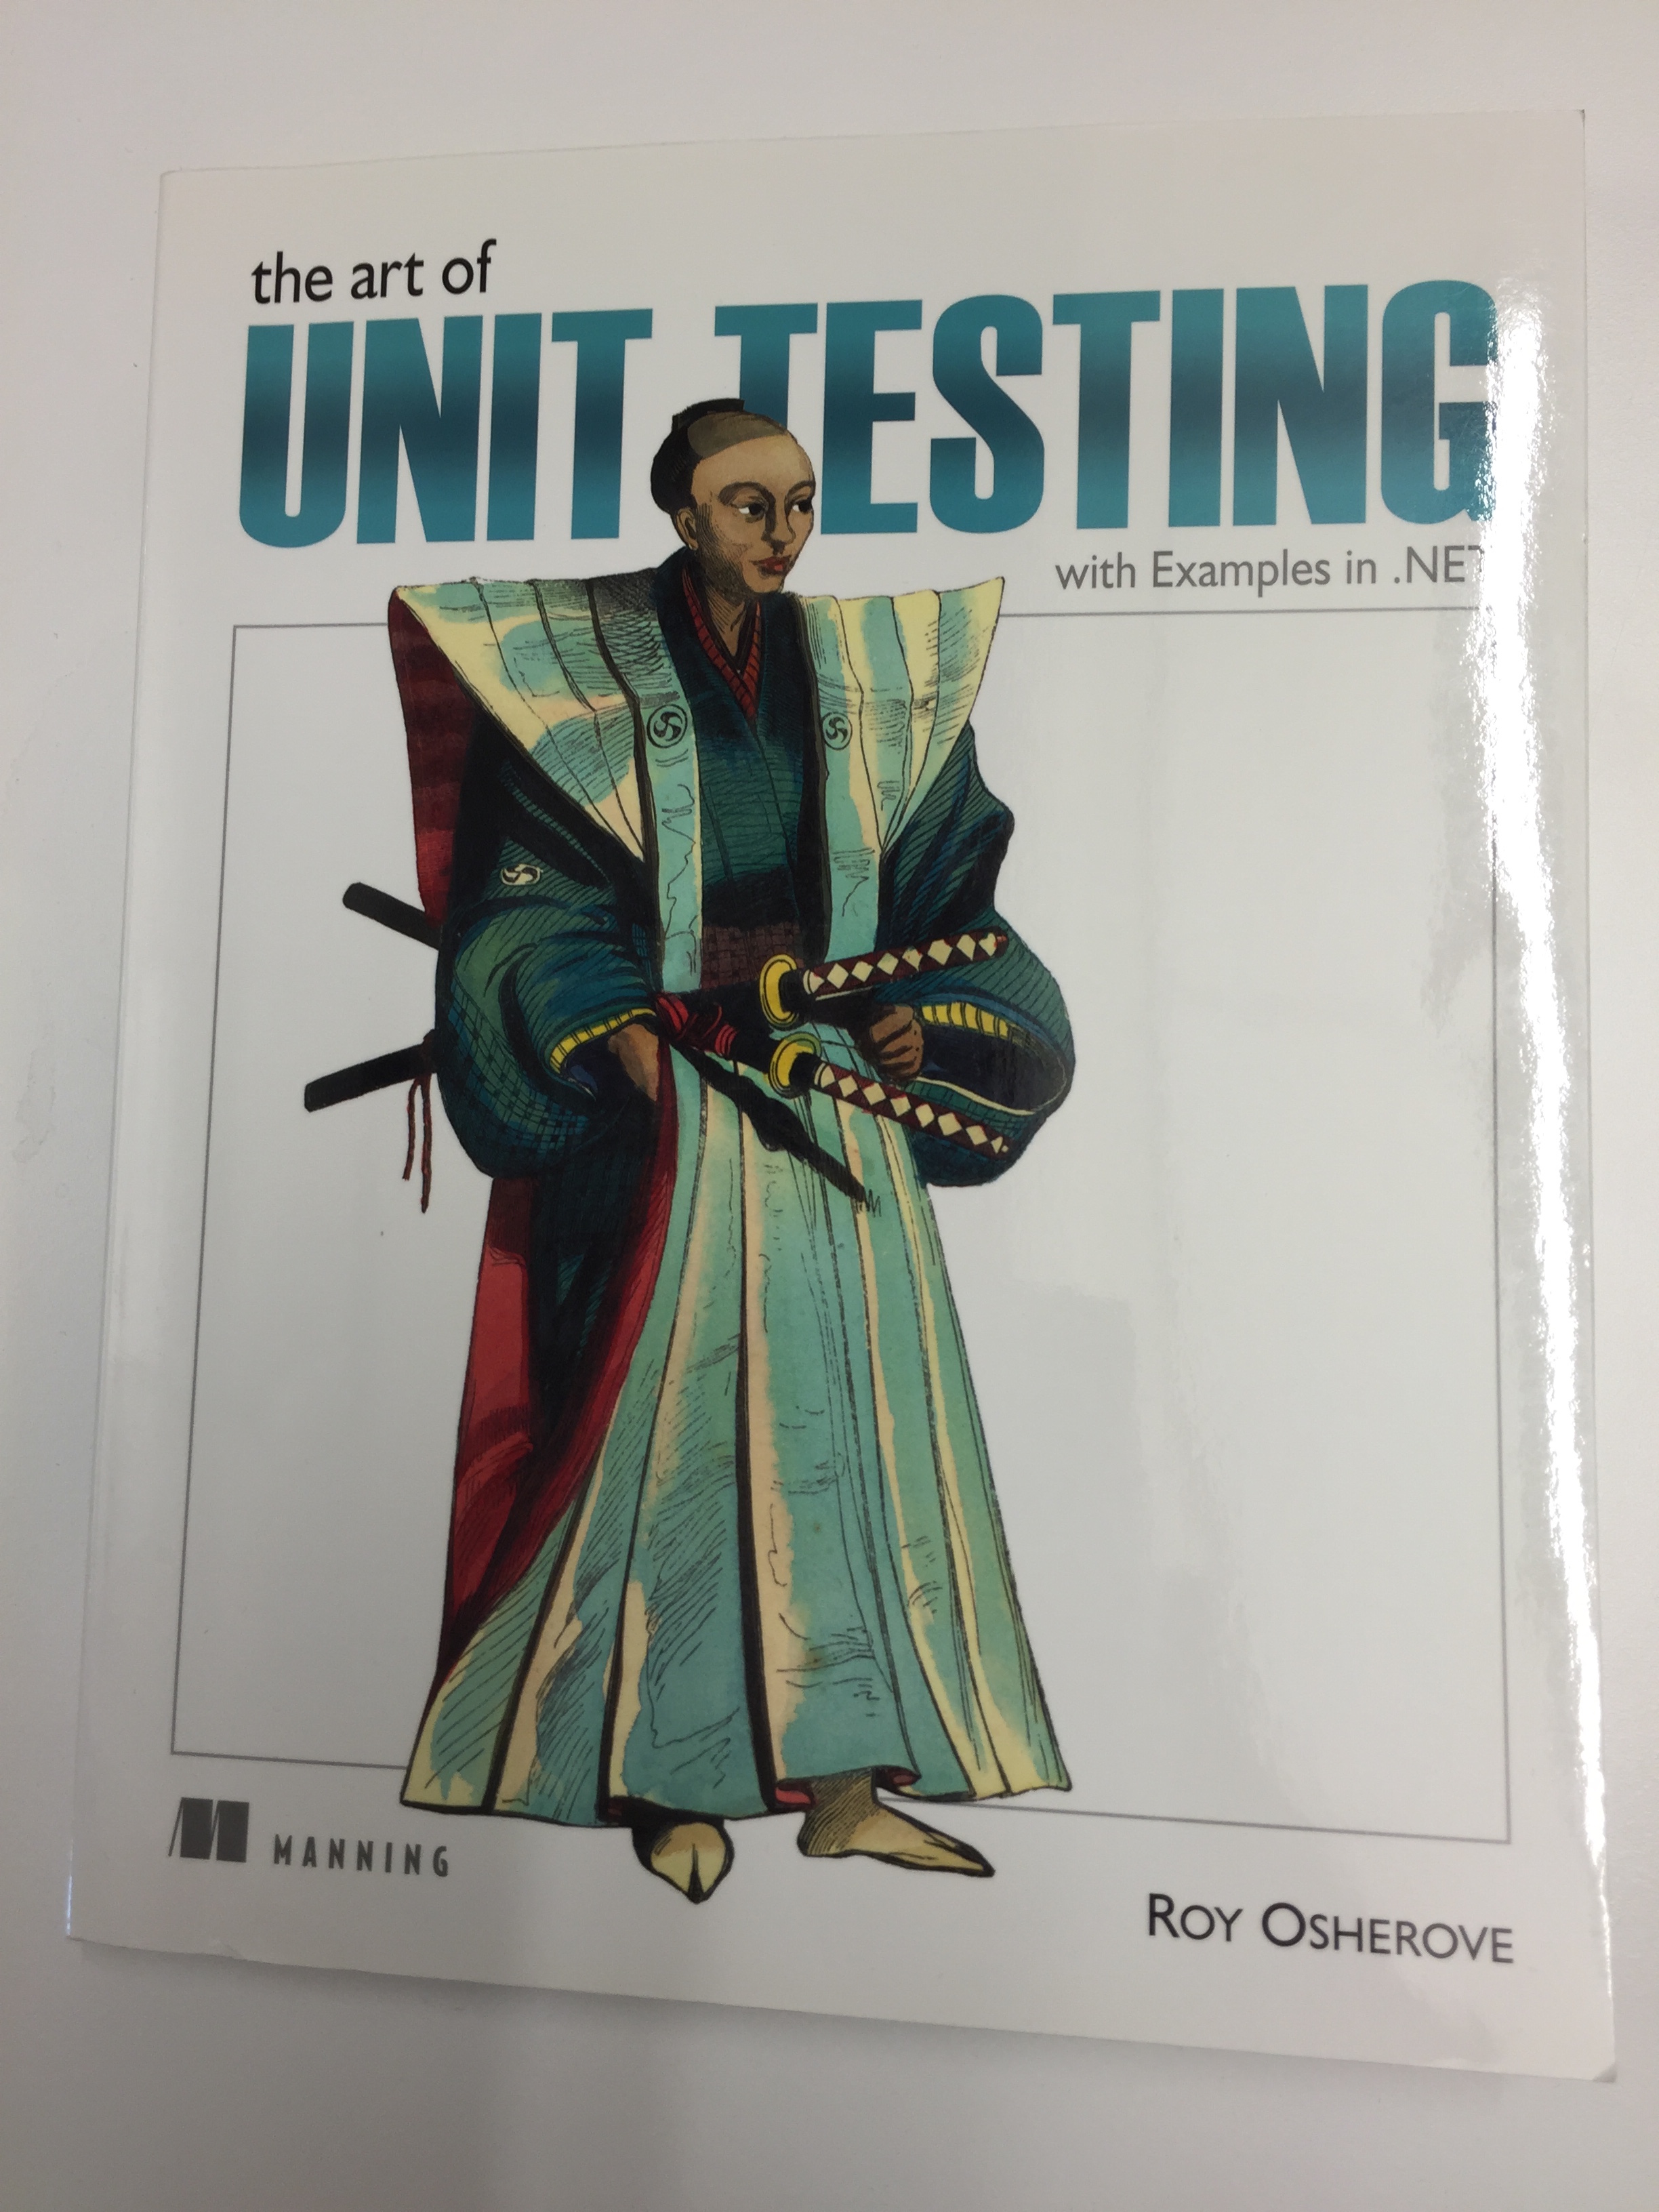 the art of
UNIT TESTING
with Examples in .NET
MANNING
ROY OSHEROVE